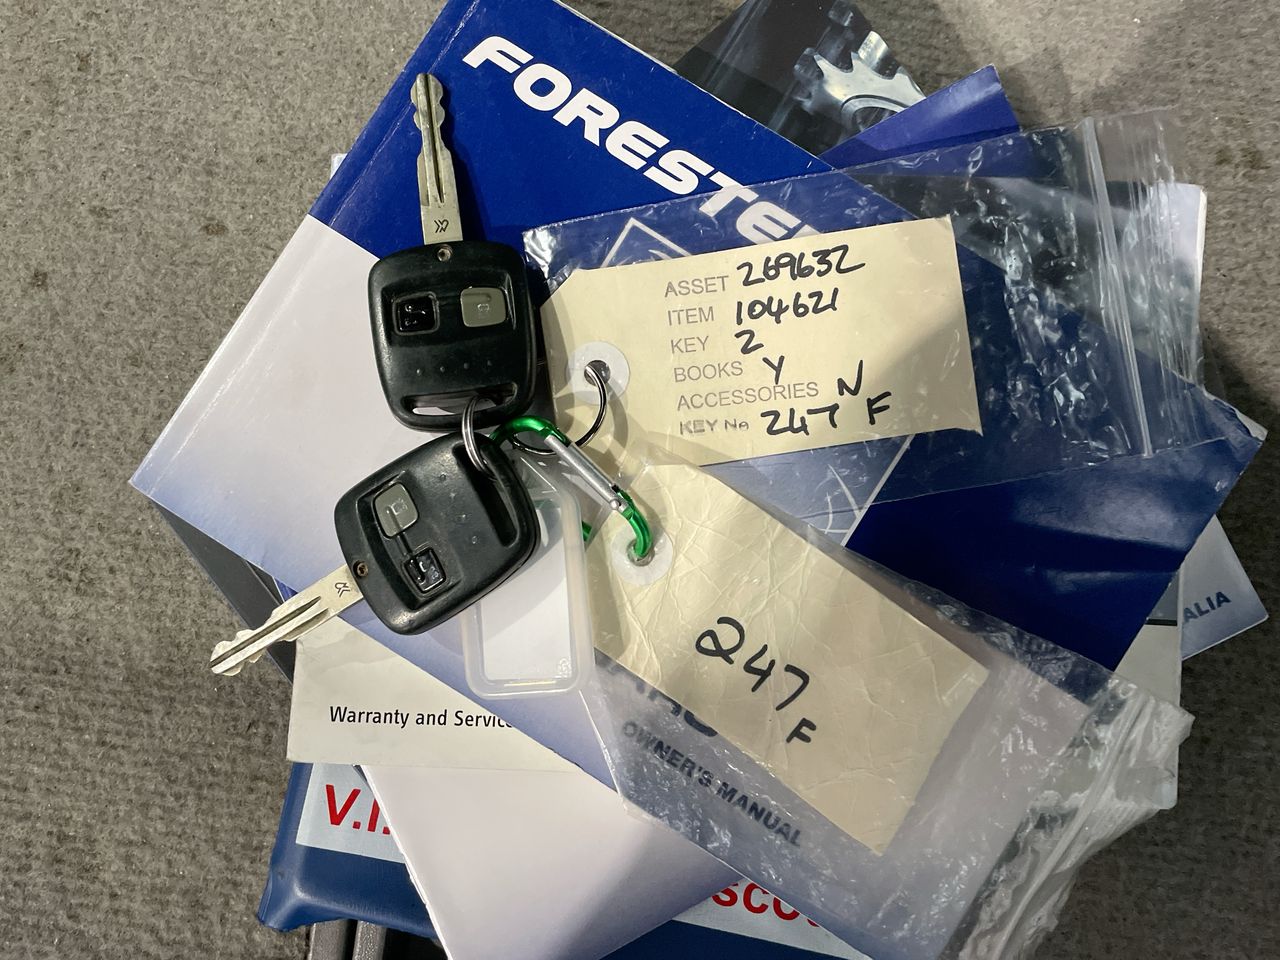 FORESTE
ASSET 269632
ITEM 104621
KEY 2
BOOKS Y
ACCESSORIES N
KEY No 247 F
247
F
ALIA
Warranty and Service
OWNER'S MANUAL
V.I.
SCO